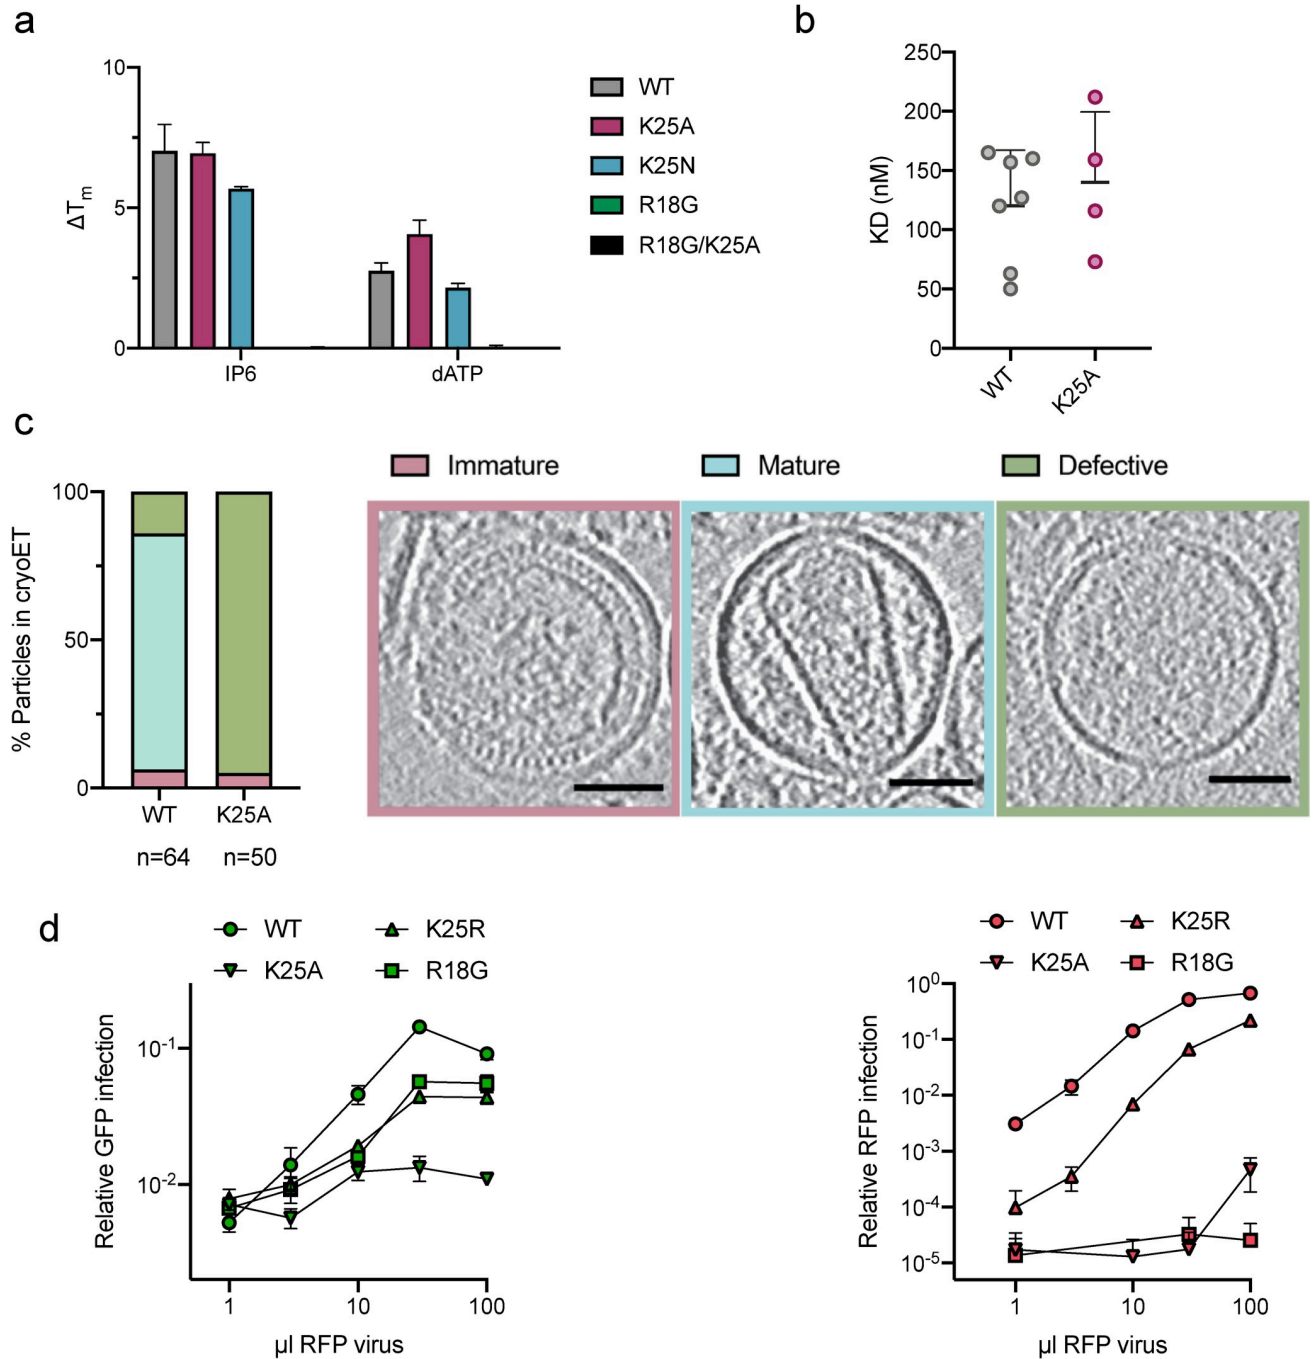 a
10
5
0
ΔTm
IP6
dATP
WT
K25A
K25N
R18G
R18G/K25A
b
250
200
150
100
50
0
KD (nM)
WT
K25A
c
100
50
0
% Particles in cryoET
WT
K25A
n=64
n=50
Immature
Mature
Defective
d
WT
K25R
K25A
R18G
10-1
10-2
Relative GFP infection
1
10
100
µl RFP virus
WT
K25R
K25A
R18G
100
10-1
10-2
10-3
10-4
10-5
Relative RFP infection
1
10
100
µl RFP virus